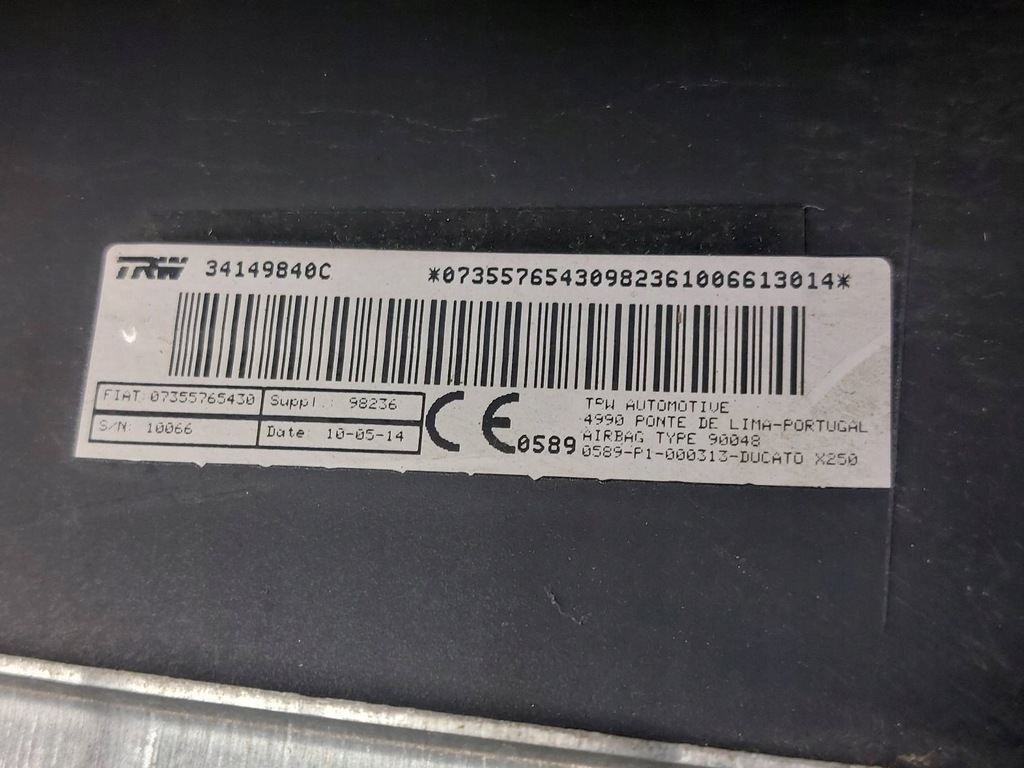 TRW 34149840C *07355765430982361006613014*
FIAT: 07355765430 Suppl.: 98236
S/N: 10066 Date: 10-05-14
CE 0589
TRW AUTOMOTIVE
4990 PONTE DE LIMA-PORTUGAL
AIRBAG TYPE 90048
0589-P1-000313-DUCATO X250